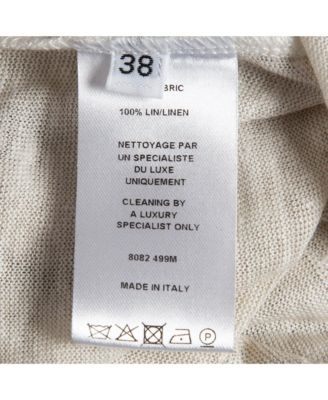 38
BRIC
100% LIN/LINEN
NETTOYAGE PAR
UN SPECIALISTE
DU LUXE
UNIQUEMENT
CLEANING BY
A LUXURY
SPECIALIST ONLY
8082 499M
MADE IN ITALY
P